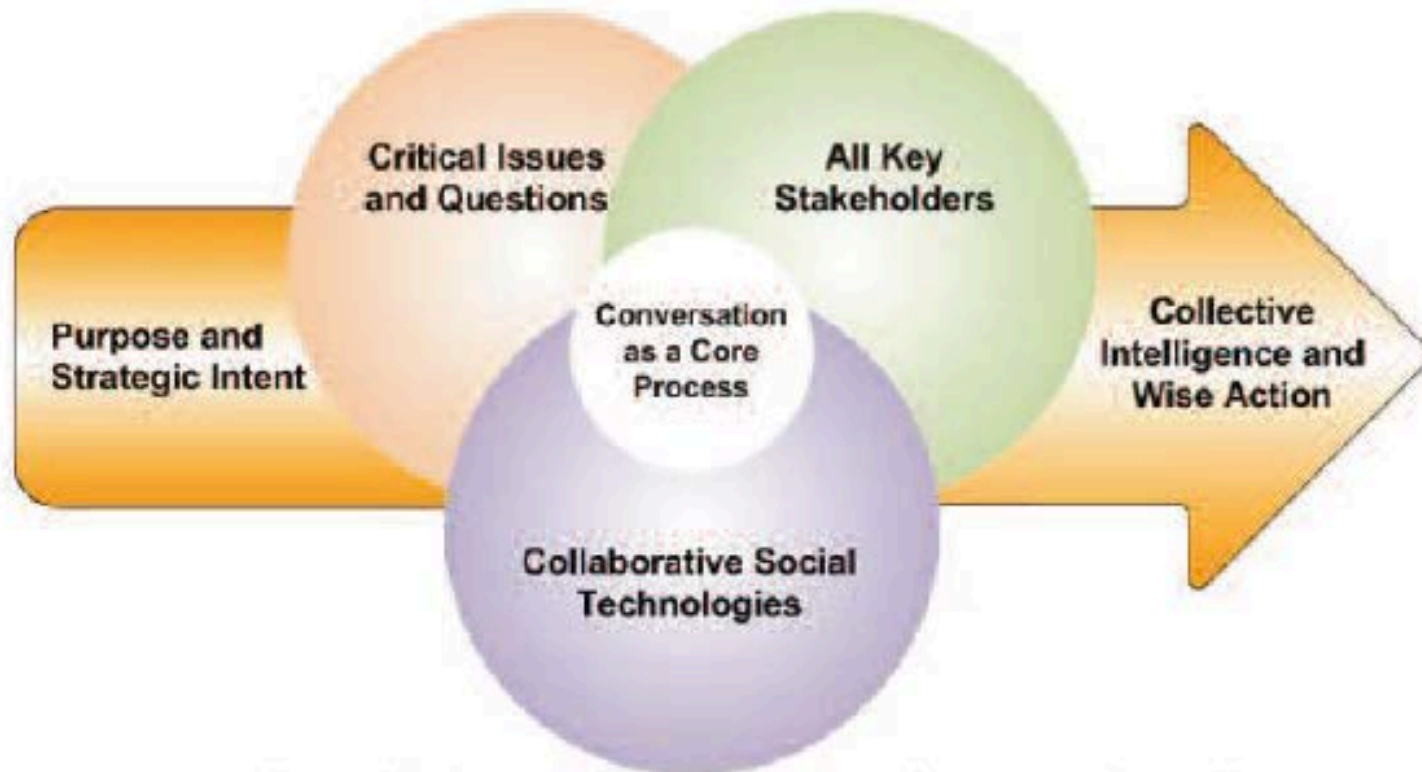 Critical Issues
and Questions
All Key
Stakeholders
Purpose and
Strategic Intent
Conversation
as a Core
Process
Collective
Intelligence and
Wise Action
Collaborative Social
Technologies